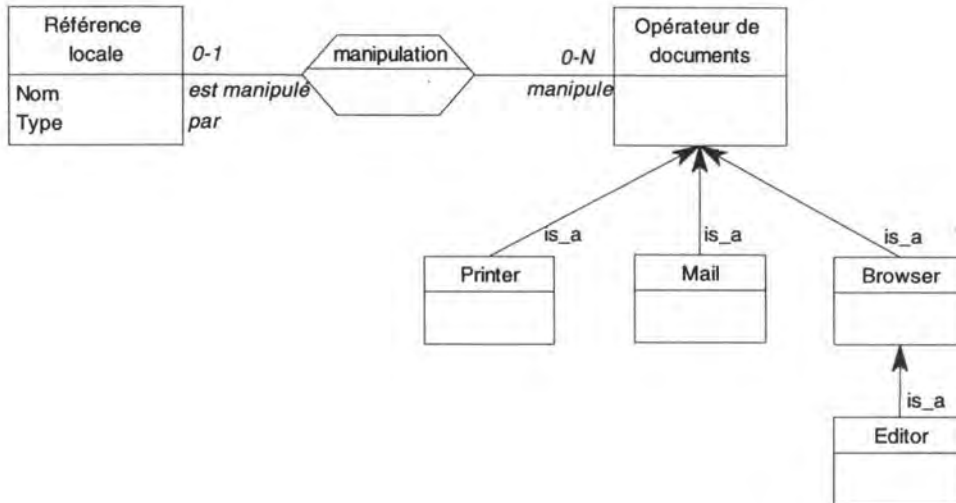 Référence
locale
Nom
Type
0-1
est manipulé
par
manipulation
0-N
manipule
Opérateur de
documents
is_a
is_a
is_a
Printer
Mail
Browser
is_a
Editor